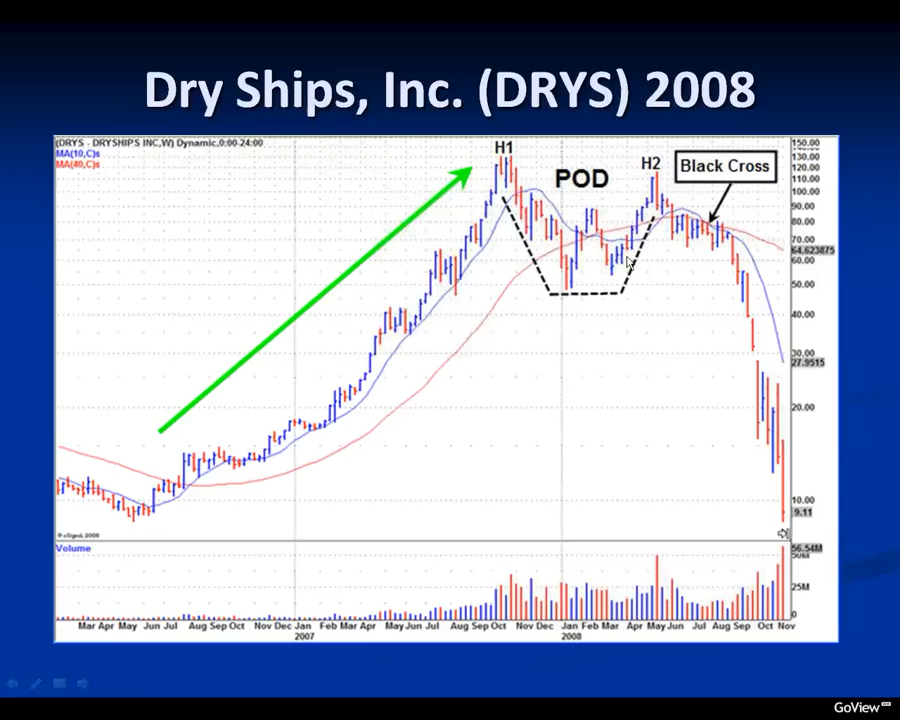 Dry Ships, Inc. (DRYS) 2008
(DRYS - DRYSHIPS INC,W) Dynamic,0:00-24:00
MA(10,C)s
MA(40,C)s
H1
POD
H2
Black Cross
150.00
130.00
110.00
100.00
90.00
80.00
70.00
64.623875
60.00
50.00
40.00
30.00
27.9515
20.00
10.00
9.11
© eSignal, 2008
Volume
56.54M
50M
25M
0
Mar Apr May Jun Jul Aug Sep Oct Nov Dec Jan Feb Mar Apr May Jun Jul Aug Sep Oct Nov Dec Jan Feb Mar Apr May Jun Jul Aug Sep Oct Nov
2007 2008
GoView